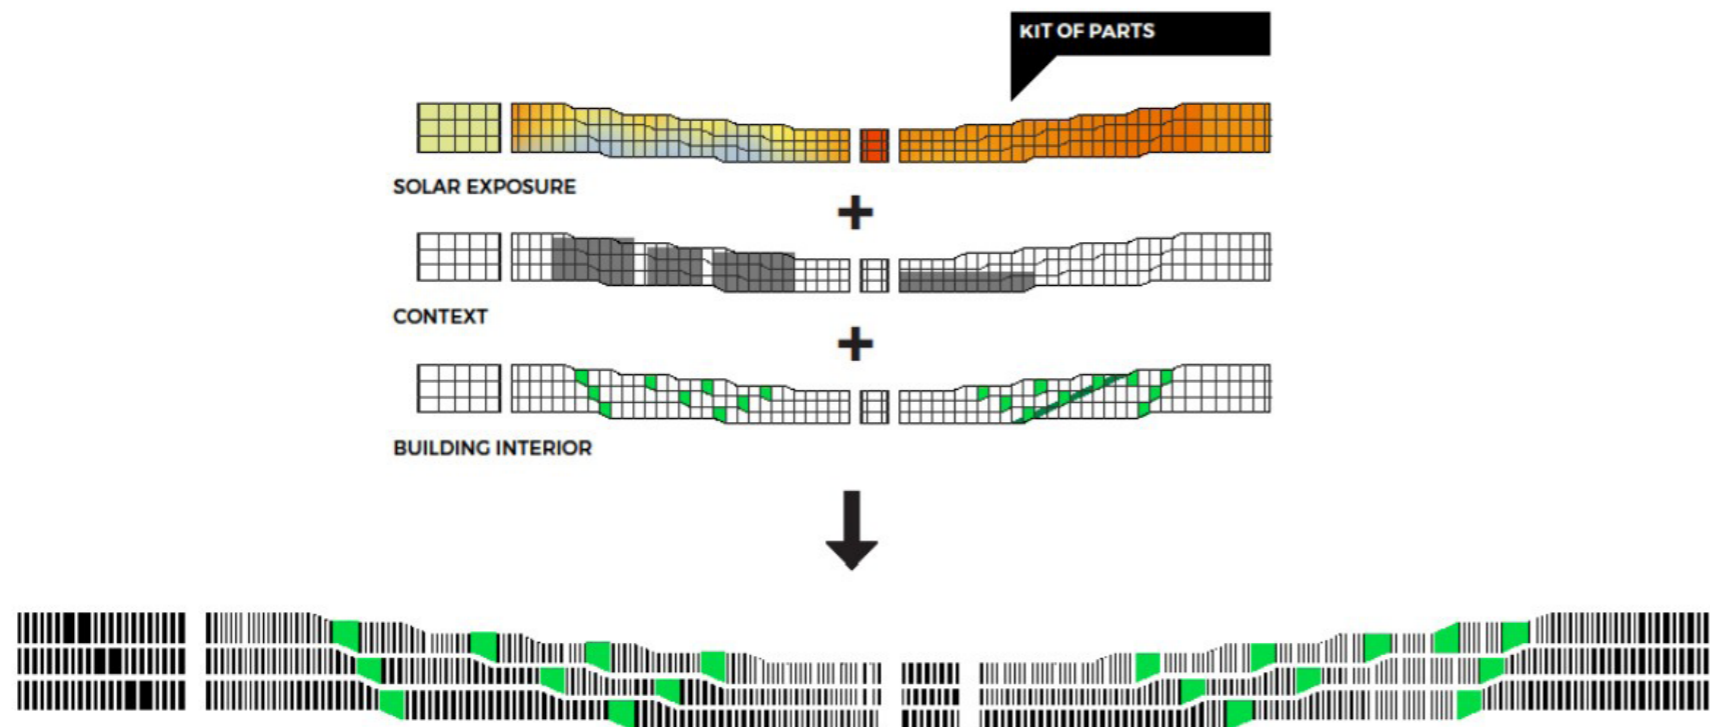 KIT OF PARTS
SOLAR EXPOSURE
+
CONTEXT
+
BUILDING INTERIOR